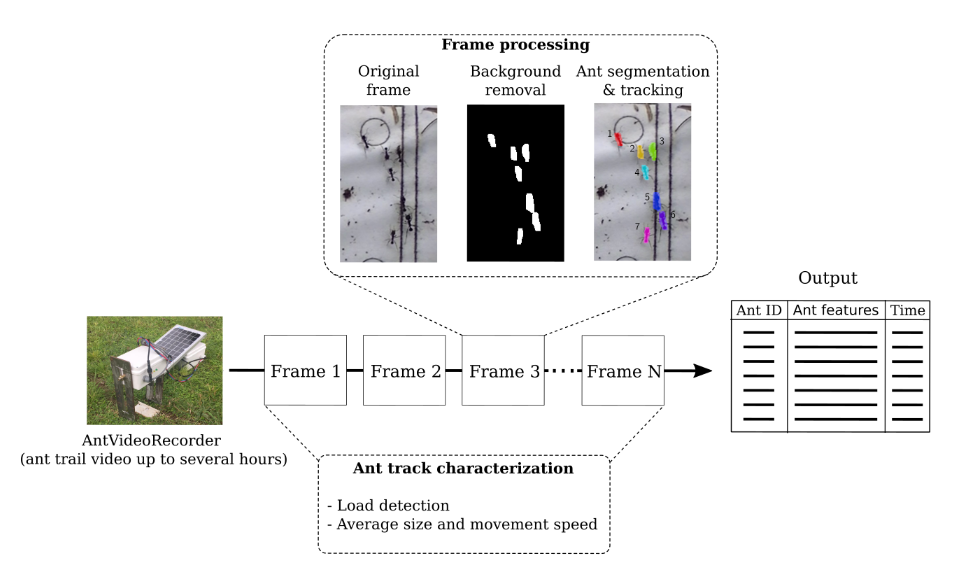 Frame processing
Original
frame
Background
removal
Ant segmentation
& tracking
1
2
3
4
5
6
7
Output
Ant ID Ant features Time
Frame 1 Frame 2 Frame 3 Frame N
AntVideoRecorder
(ant trail video up to several hours)
Ant track characterization
- Load detection
- Average size and movement speed